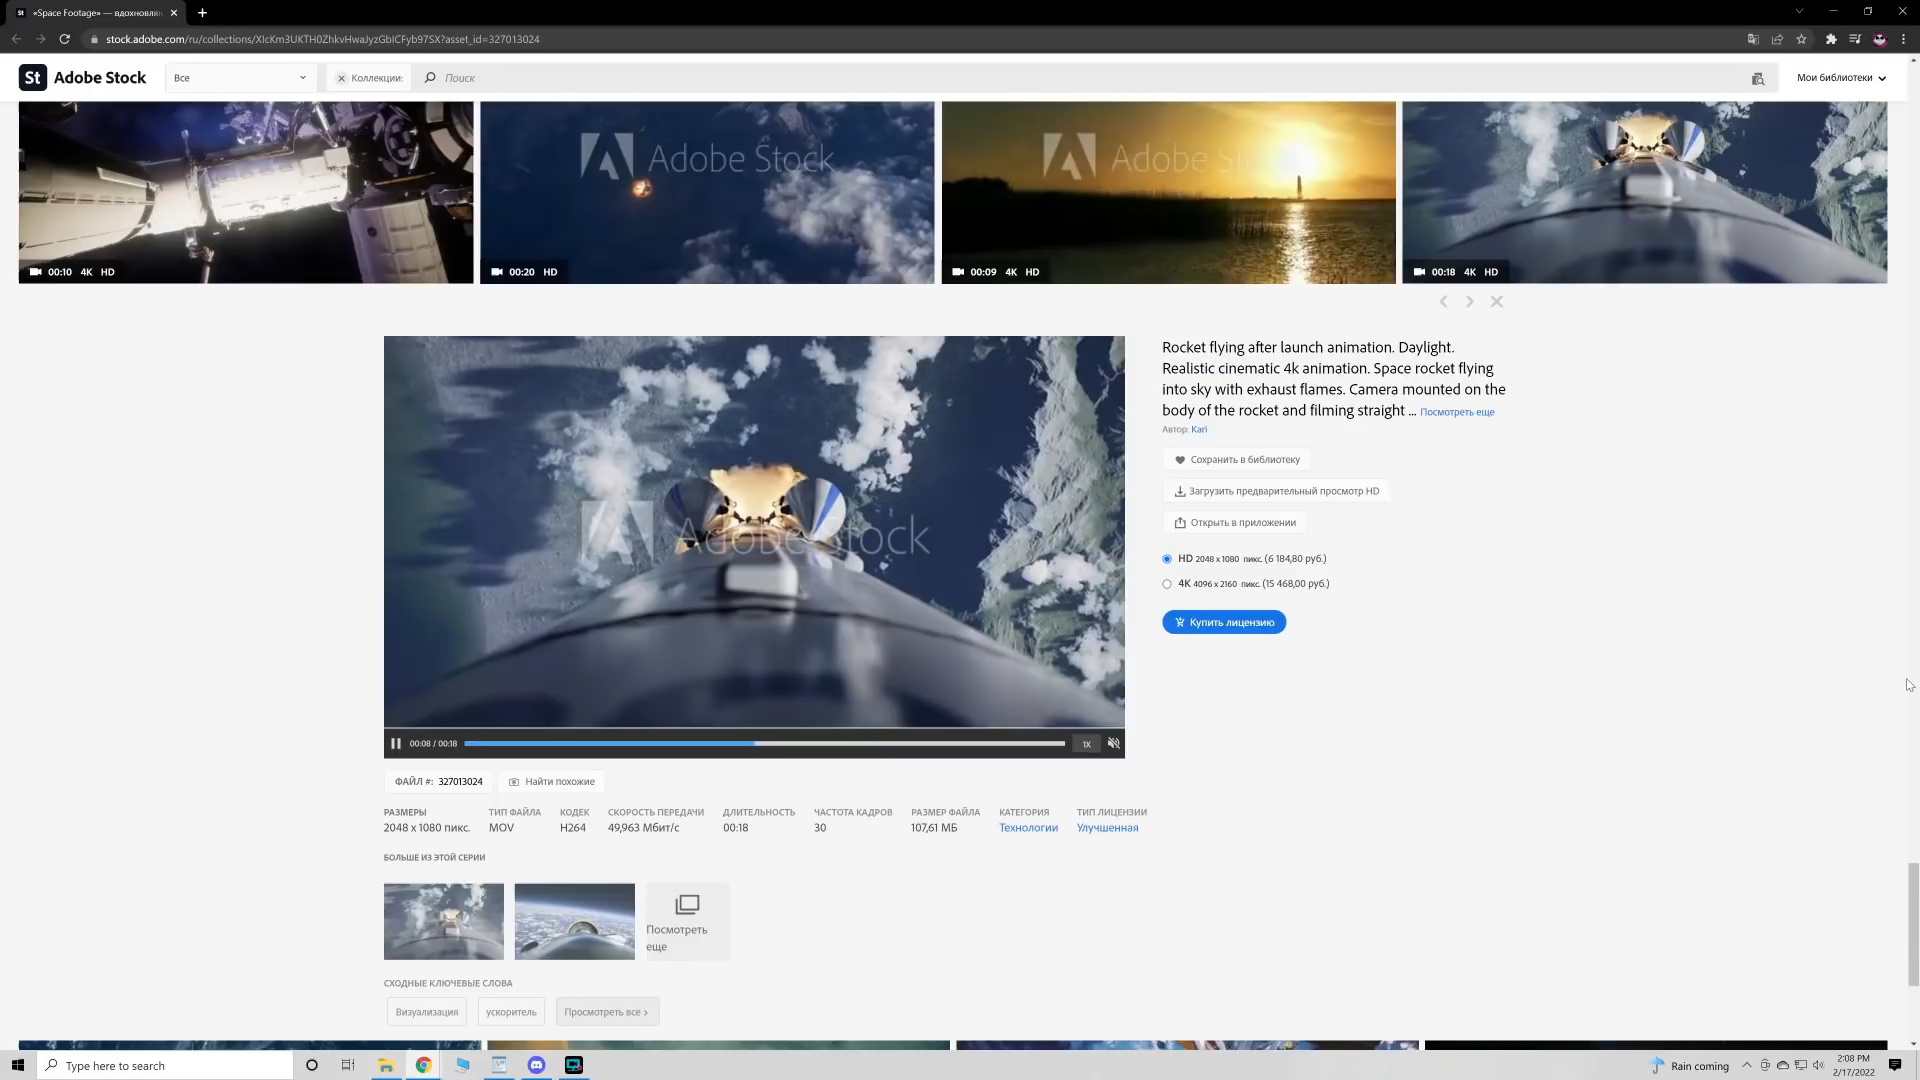 «Space Footage» — вдохновля
stock.adobe.com/ru/collections/XIcKm3UKTH0ZhkvHwaJyzGbICFyb97SX?asset_id=327013024
St Adobe Stock
Все
Коллекции:
Поиск
Мои библиотеки
Adobe Stock
Adobe St
00:10 4K HD
00:20 HD
00:09 4K HD
00:18 4K HD
Adobe Stock
00:08 / 00:18
1X
Rocket flying after launch animation. Daylight.
Realistic cinematic 4k animation. Space rocket flying
into sky with exhaust flames. Camera mounted on the
body of the rocket and filming straight ... Посмотреть еще
Автор: Kari
Сохранить в библиотеку
Загрузить предварительный просмотр HD
Открыть в приложении
HD 2048 x 1080 пикс. (6 184,80 руб.)
4K 4096 x 2160 пикс. (15 468,00 руб.)
Купить лицензию
ФАЙЛ #: 327013024
Найти похожие
РАЗМЕРЫ ТИП ФАЙЛА КОДЕК СКОРОСТЬ ПЕРЕДАЧИ ДЛИТЕЛЬНОСТЬ ЧАСТОТА КАДРОВ РАЗМЕР ФАЙЛА КАТЕГОРИЯ ТИП ЛИЦЕНЗИИ
2048 x 1080 пикс. MOV H264 49,963 Мбит/с 00:18 30 107,61 МБ Технологии Улучшенная
БОЛЬШЕ ИЗ ЭТОЙ СЕРИИ
Посмотреть
еще
СХОДНЫЕ КЛЮЧЕВЫЕ СЛОВА
Визуализация
ускоритель
Просмотреть все ›
Type here to search
Rain coming
2:08 PM
2/17/2022